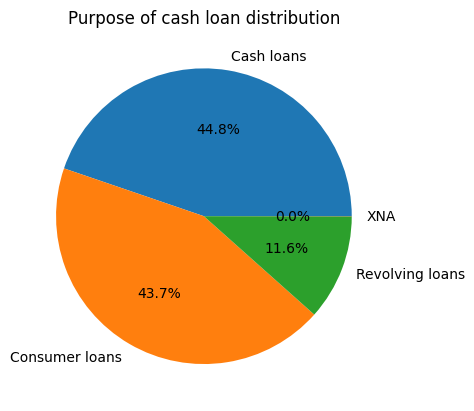 Purpose of cash loan distribution
Cash loans
44.8%
0.0%
XNA
11.6%
Revolving loans
43.7%
Consumer loans